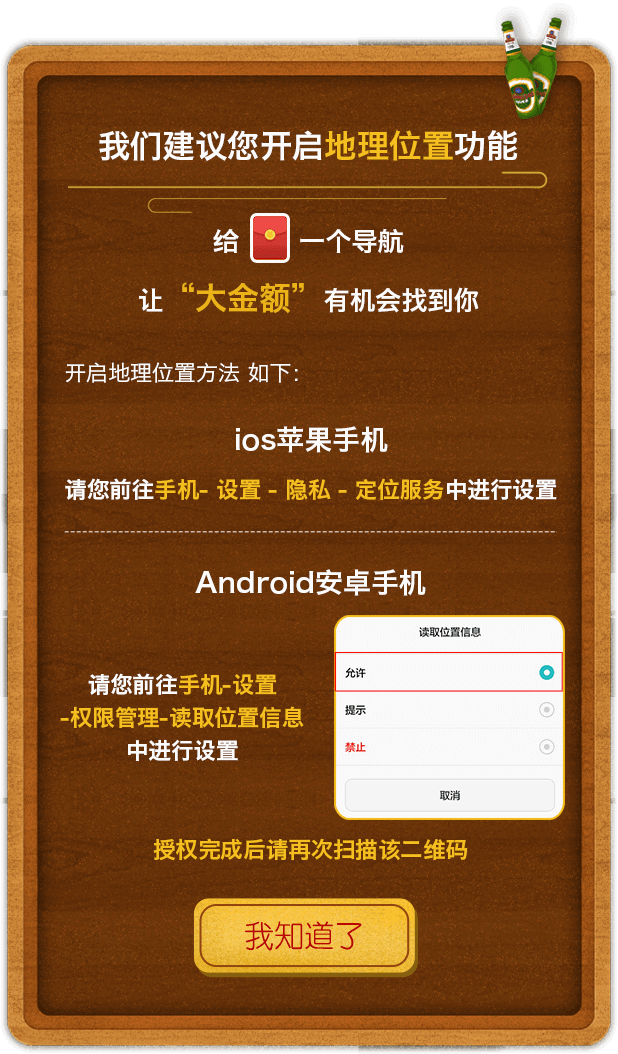 我们建议您开启地理位置功能
给 一个导航
让“大金额”有机会找到你
开启地理位置方法 如下：
ios苹果手机
请您前往手机- 设置 - 隐私 - 定位服务中进行设置
Android安卓手机
请您前往手机-设置
-权限管理-读取位置信息
中进行设置
读取位置信息
允许
提示
禁止
取消
授权完成后请再次扫描该二维码
我知道了